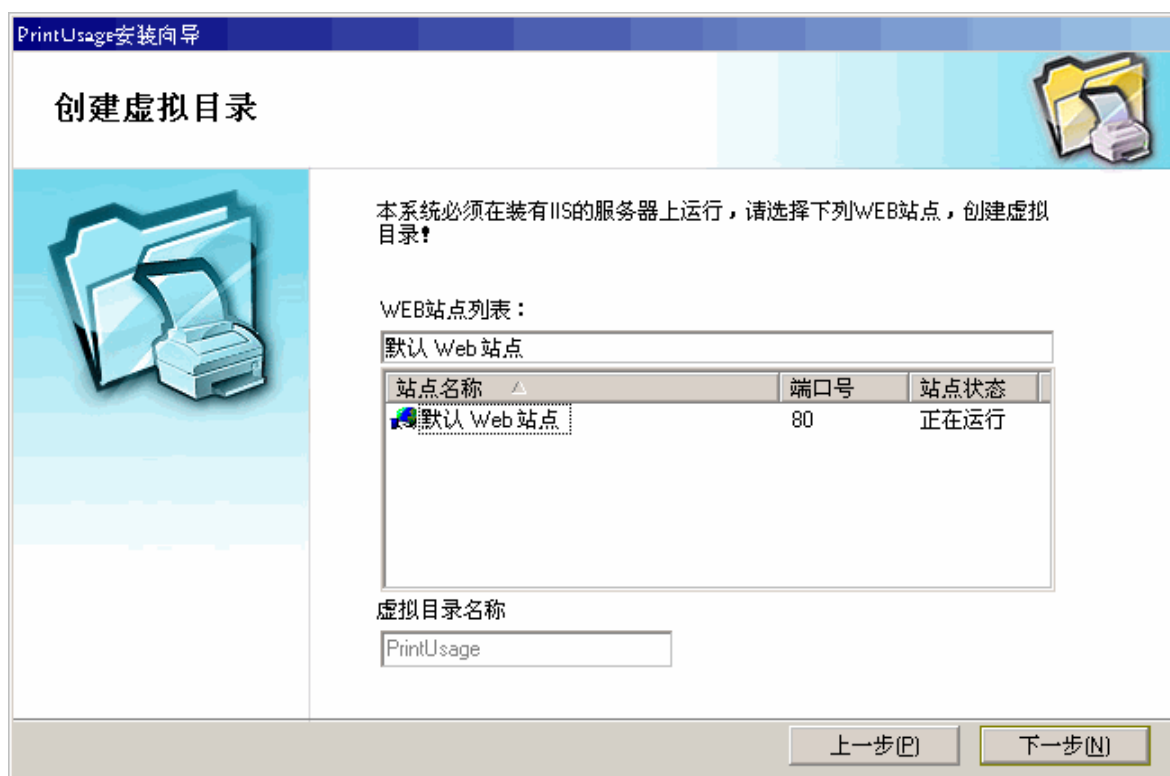 PrintUsage安装向导
创建虚拟目录
本系统必须在装有IIS的服务器上运行，请选择下列WEB站点，创建虚拟
目录！
WEB站点列表：
默认 Web 站点
站点名称 端口号 站点状态
默认 Web 站点 80 正在运行
虚拟目录名称
PrintUsage
上一步(P) 下一步(N)